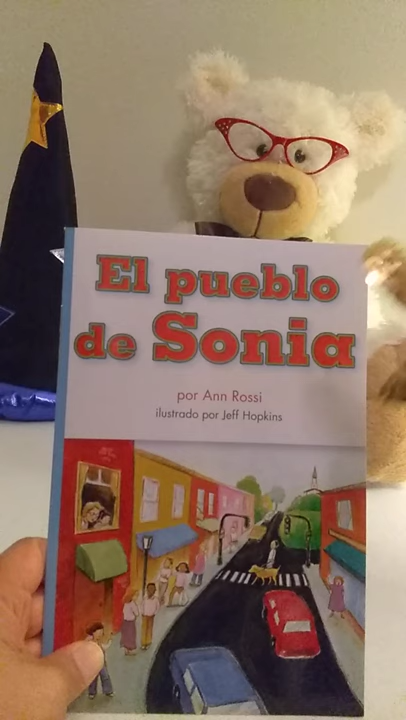 El pueblo
de Sonia
por Ann Rossi
ilustrado por Jeff Hopkins